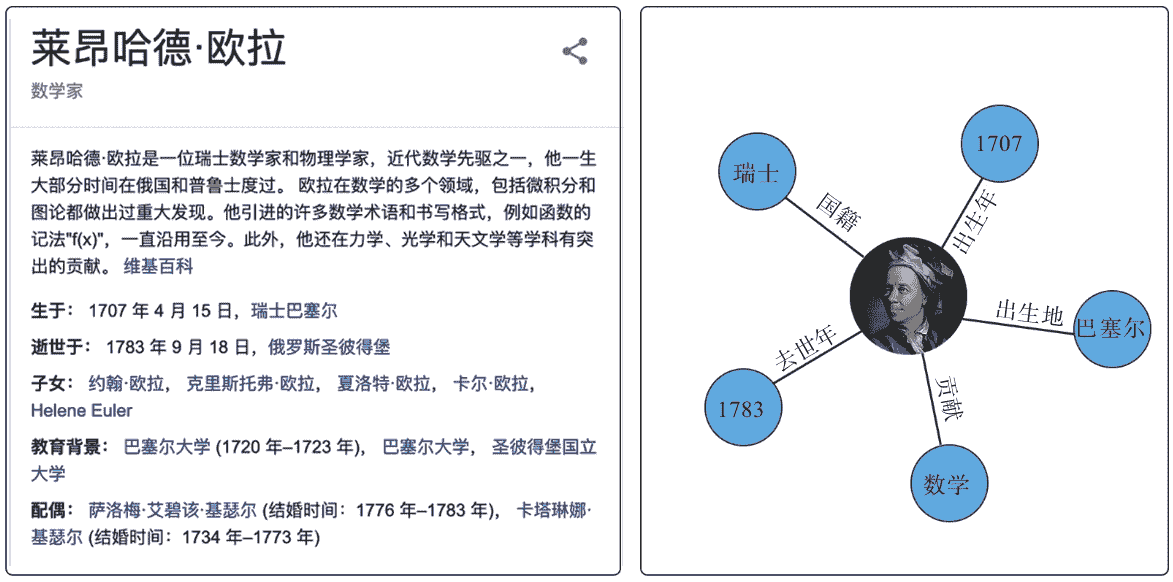 莱昂哈德·欧拉
数学家
莱昂哈德·欧拉是一位瑞士数学家和物理学家，近代数学先驱之一，他一生
大部分时间在俄国和普鲁士度过。 欧拉在数学的多个领域，包括微积分和
图论都做出过重大发现。他引进的许多数学术语和书写格式，例如函数的
记法"f(x)"，一直沿用至今。此外，他还在力学、光学和天文学等学科有突
出的贡献。 维基百科
生于： 1707 年 4 月 15 日，瑞士巴塞尔
逝世于： 1783 年 9 月 18 日，俄罗斯圣彼得堡
子女： 约翰·欧拉， 克里斯托弗·欧拉， 夏洛特·欧拉， 卡尔·欧拉，
Helene Euler
教育背景： 巴塞尔大学 (1720 年–1723 年)， 巴塞尔大学， 圣彼得堡国立
大学
配偶： 萨洛梅·艾碧该·基瑟尔 (结婚时间：1776 年–1783 年)， 卡塔琳娜·
基瑟尔 (结婚时间：1734 年–1773 年)
1707
瑞士
国籍
出生年
出生地
巴塞尔
去世年
1783
贡献
数学